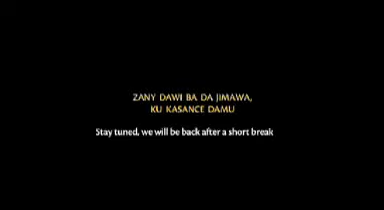 ZANY DAWI BA DA JIMAWA,
KU KASANCE DAMU
Stay tuned, we will be back after a short break